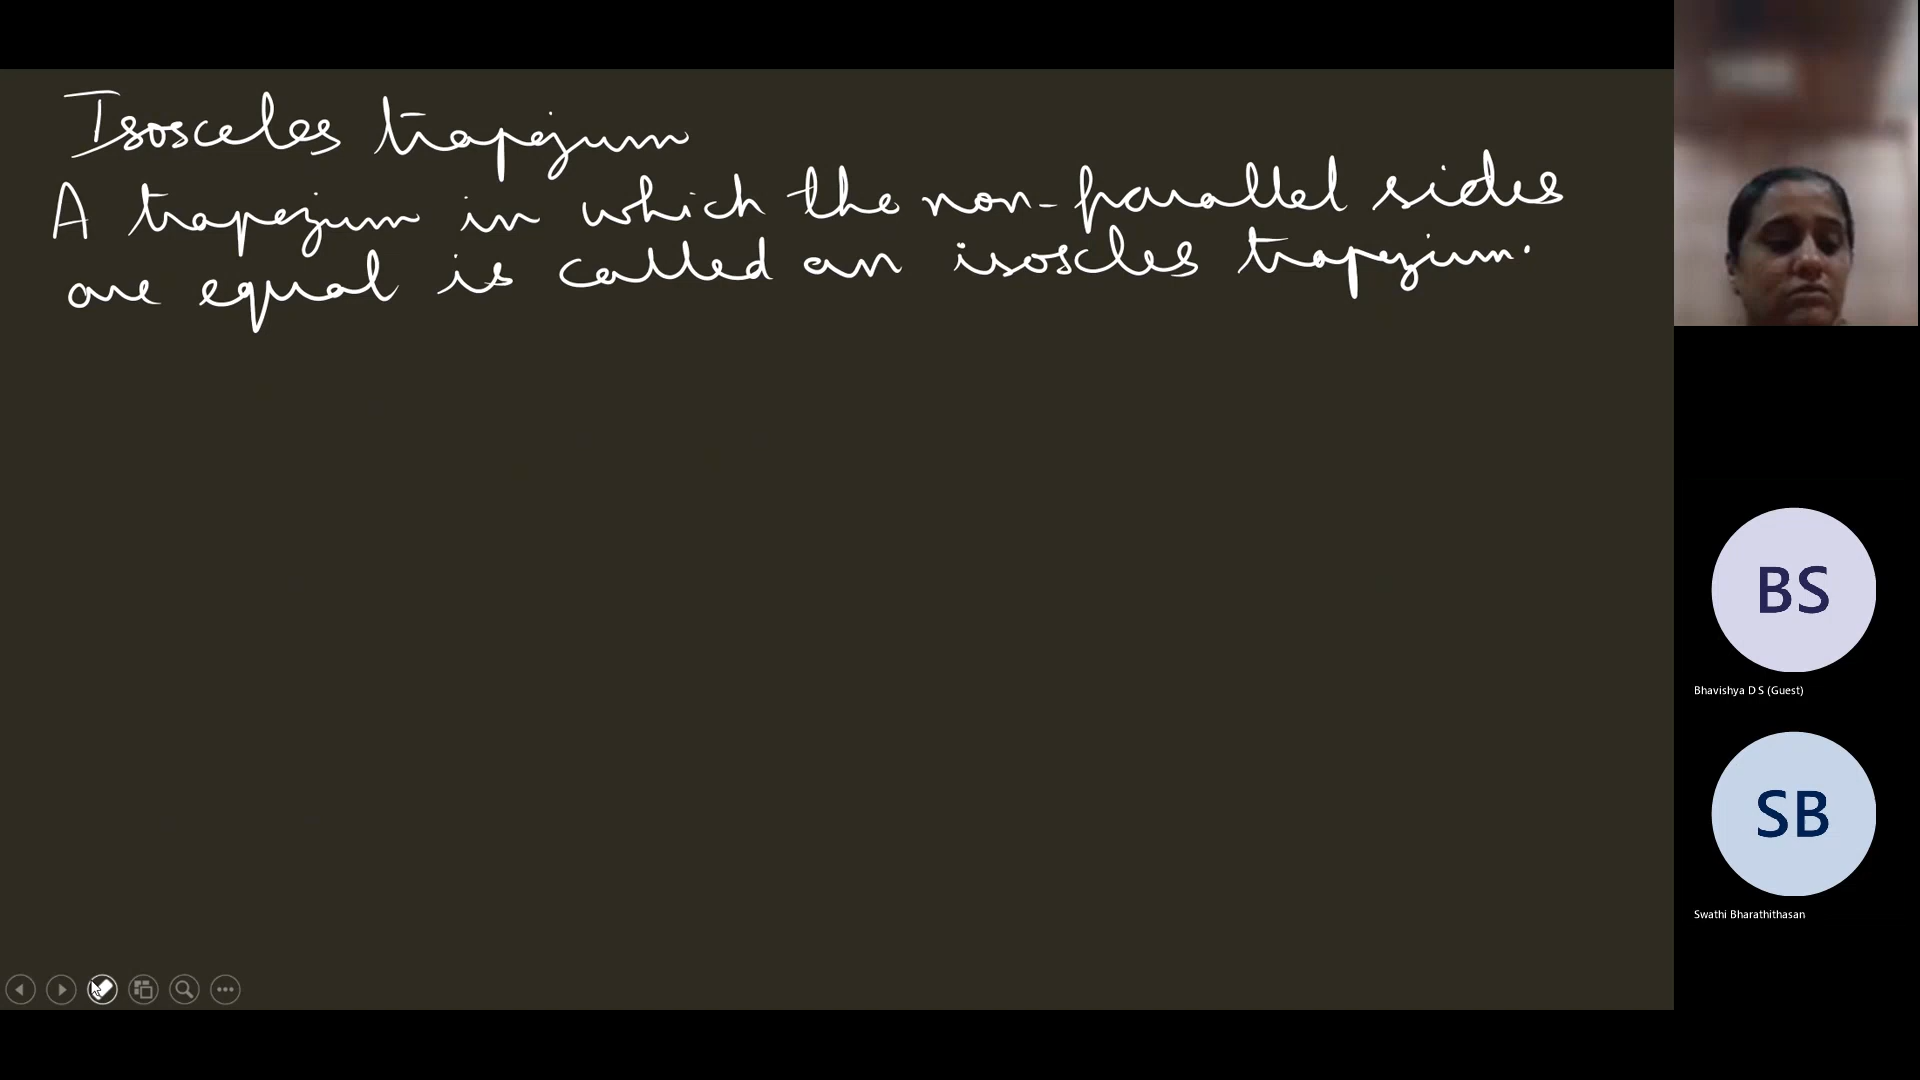 Isosceles trapezium
A trapezium in which the non-parallel sides
are equal is called an isoscles trapezium.
BS
Bhavishya D S (Guest)
SB
Swathi Bharathithasan